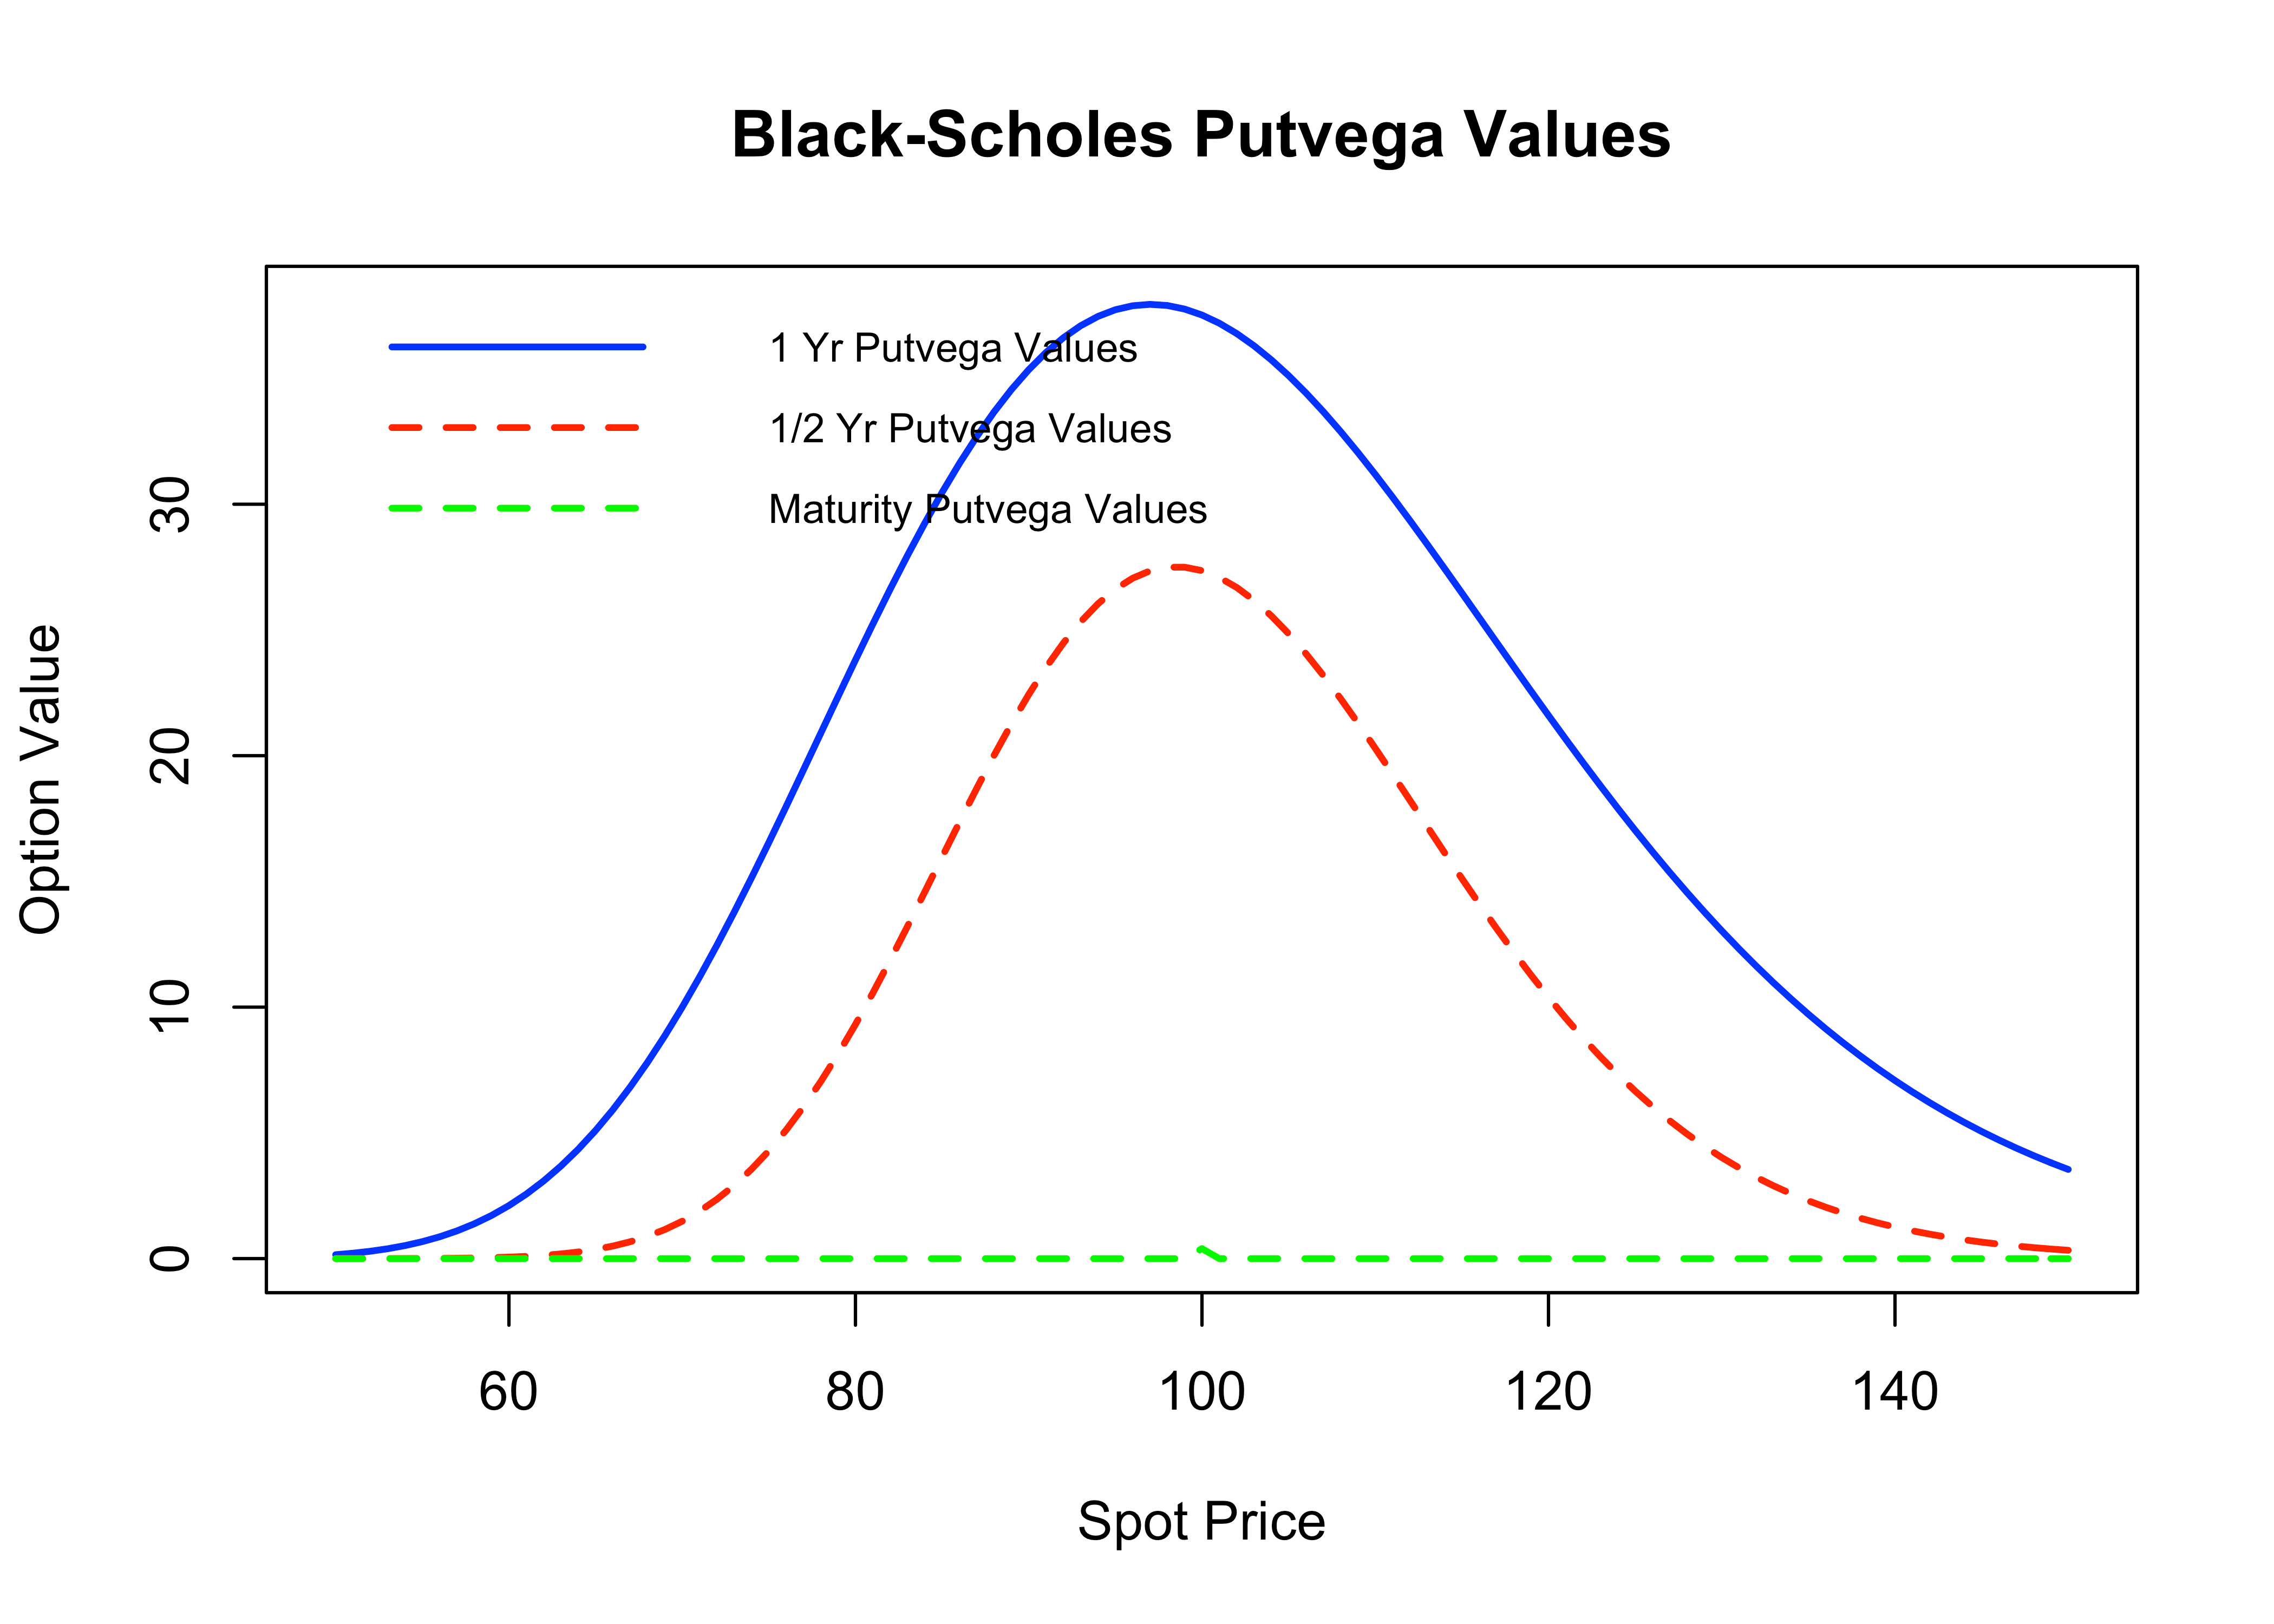 Black-Scholes Putvega Values
1 Yr Putvega Values
1/2 Yr Putvega Values
Maturity Putvega Values
Option Value
30
20
10
0
60 80 100 120 140
Spot Price